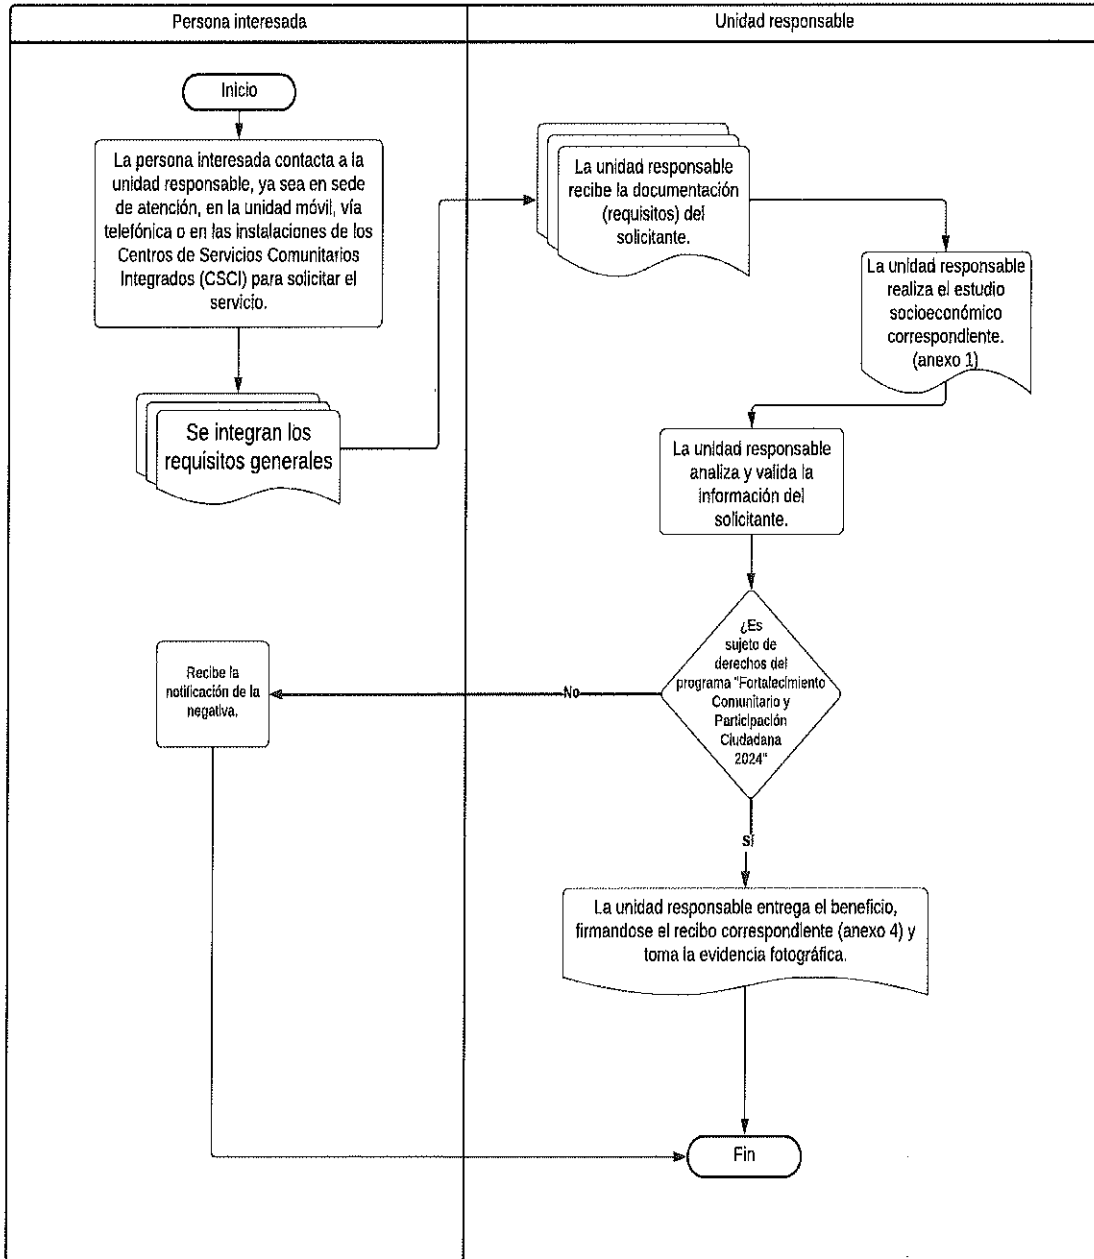 Persona interesada
Unidad responsable
Inicio
La persona interesada contacta a la
unidad responsable, ya sea en sede
de atención, en la unidad móvil, vía
telefónica o en las instalaciones de los
Centros de Servicios Comunitarios
Integrados (CSCI) para solicitar el
servicio.
Se integran los
requisitos generales
La unidad responsable
recibe la documentación
(requisitos) del
solicitante.
La unidad responsable
realiza el estudio
socioeconómico
correspondiente.
(anexo 1)
La unidad responsable
analiza y valida la
información del
solicitante.
¿Es
sujeto de
derechos del
programa "Fortalecimiento
Comunitario y
Participación
Ciudadana
2024"
No
Recibe la
notificación de la
negativa.
sí
La unidad responsable entrega el beneficio,
firmandose el recibo correspondiente (anexo 4) y
toma la evidencia fotográfica.
Fin